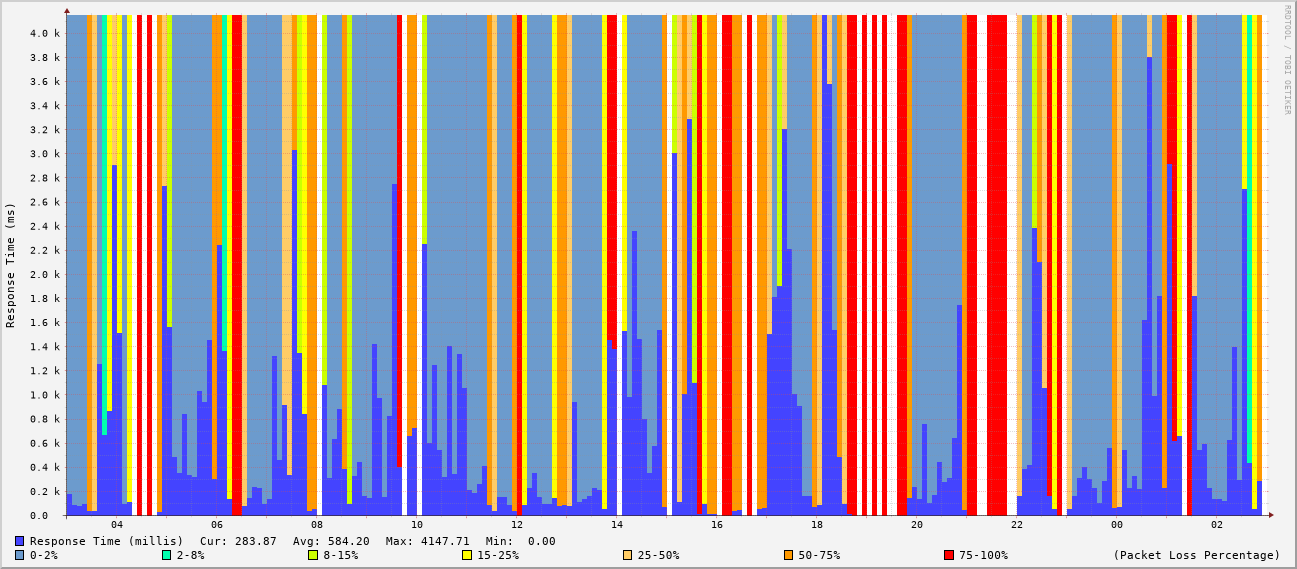 RRDTOOL / TOBI OETIKER
Response Time (ms)
4.0 k
3.8 k
3.6 k
3.4 k
3.2 k
3.0 k
2.8 k
2.6 k
2.4 k
2.2 k
2.0 k
1.8 k
1.6 k
1.4 k
1.2 k
1.0 k
0.8 k
0.6 k
0.4 k
0.2 k
0.0
04 06 08 10 12 14 16 18 20 22 00 02
Response Time (millis) Cur: 283.87 Avg: 584.20 Max: 4147.71 Min: 0.00
0-2% 2-8% 8-15% 15-25% 25-50% 50-75% 75-100% (Packet Loss Percentage)